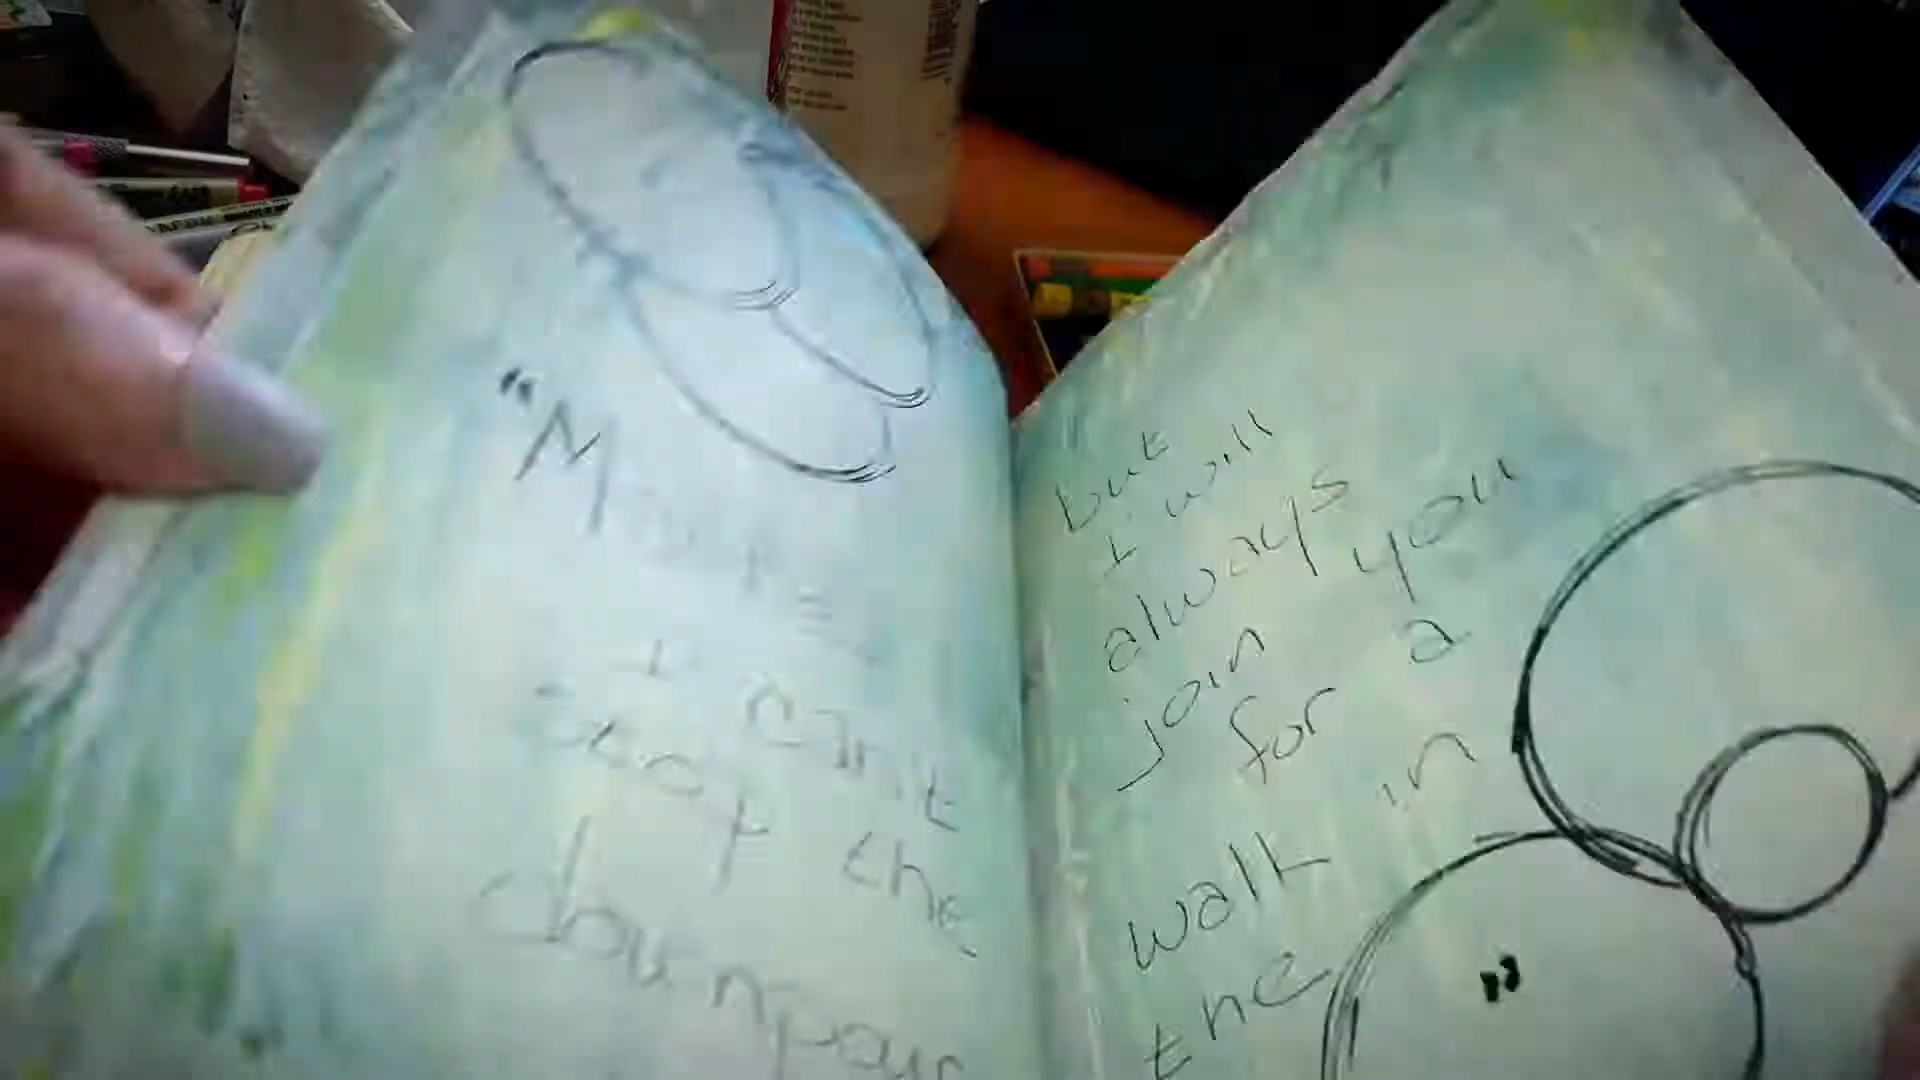 "M
I can't
stop the
downpour
but
I will
always
join you
for a
walk in
the
"